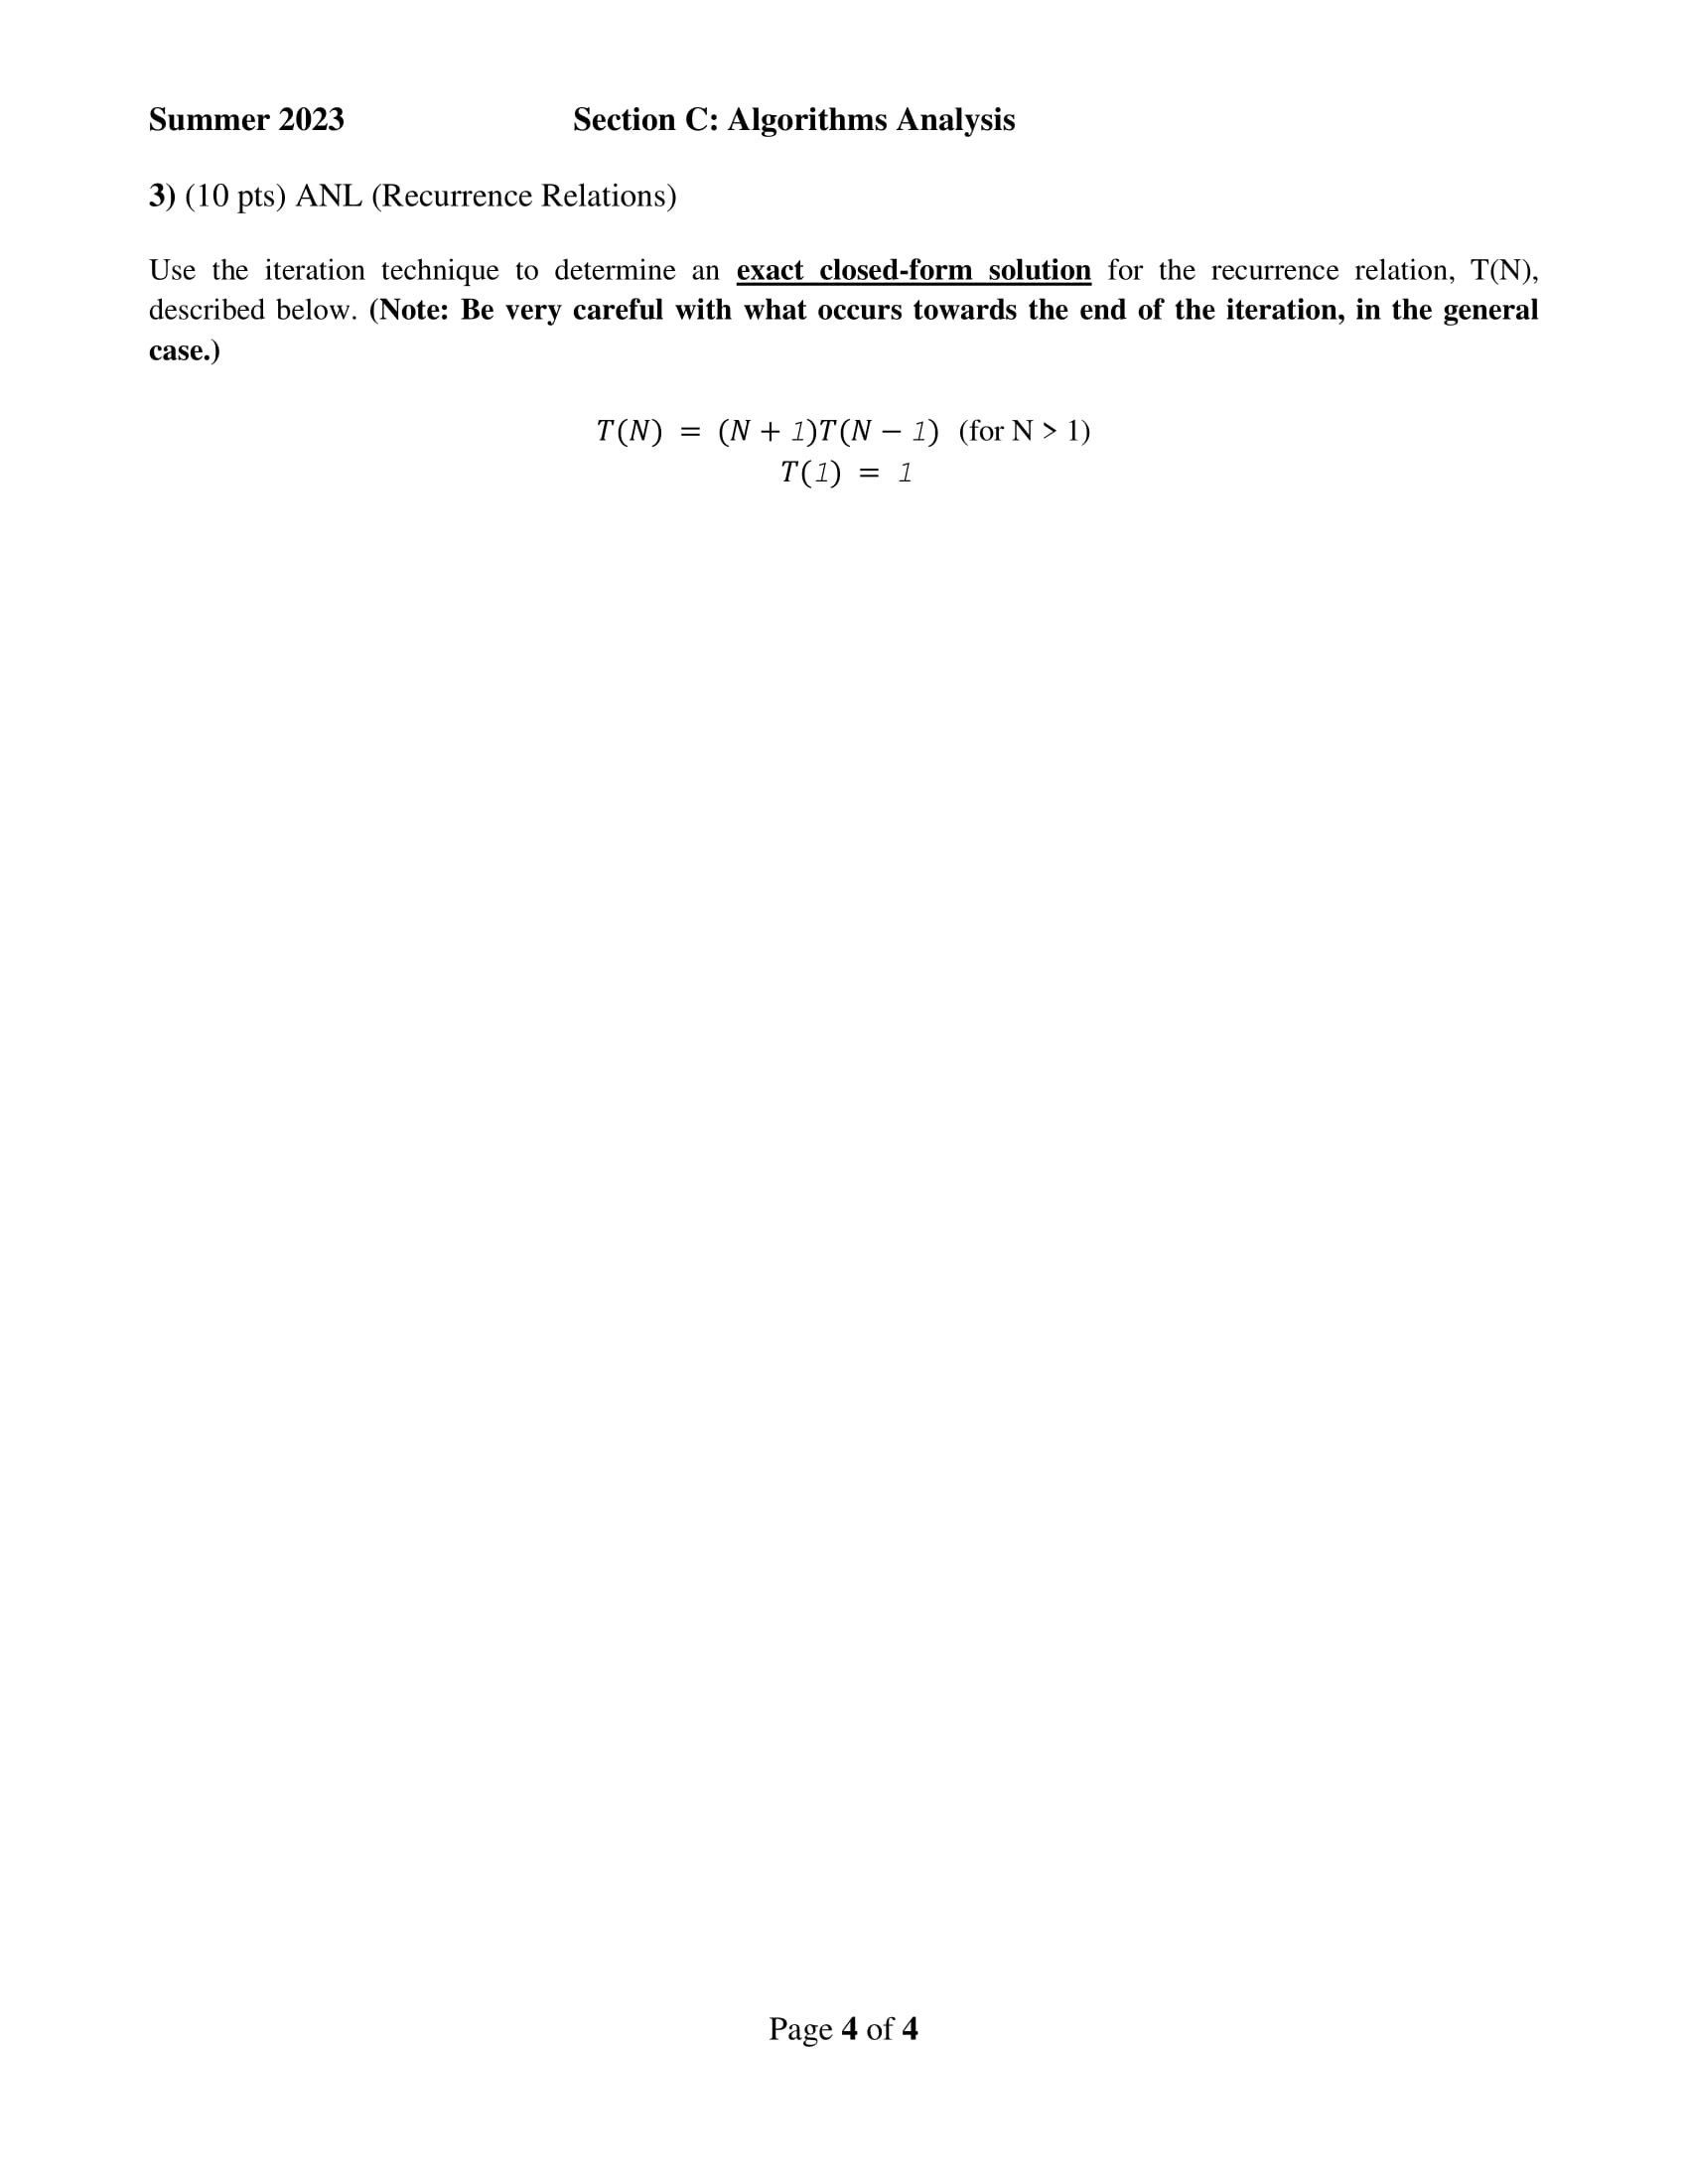 Summer 2023 Section C: Algorithms Analysis
3) (10 pts) ANL (Recurrence Relations)
Use the iteration technique to determine an exact closed-form solution for the recurrence relation, T(N),
described below. (Note: Be very careful with what occurs towards the end of the iteration, in the general
case.)
T(N) = (N + 1)T(N − 1) (for N > 1)
T(1) = 1
Page 4 of 4